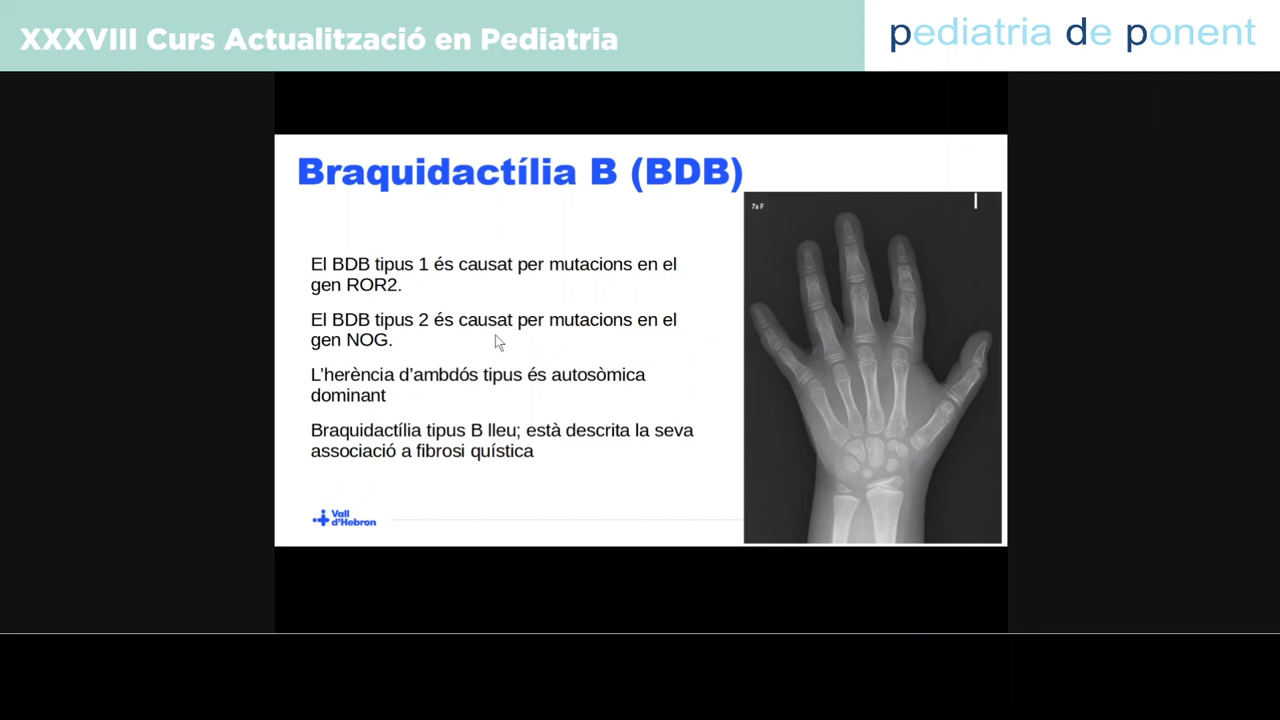 XXXVIII Curs Actualització en Pediatria
pediatria de ponent
Braquidactília B (BDB)
7a F
El BDB tipus 1 és causat per mutacions en el
gen ROR2.
El BDB tipus 2 és causat per mutacions en el
gen NOG.
L’herència d’ambdós tipus és autosòmica
dominant
Braquidactília tipus B lleu; està descrita la seva
associació a fibrosi quística
Vall
d’Hebron